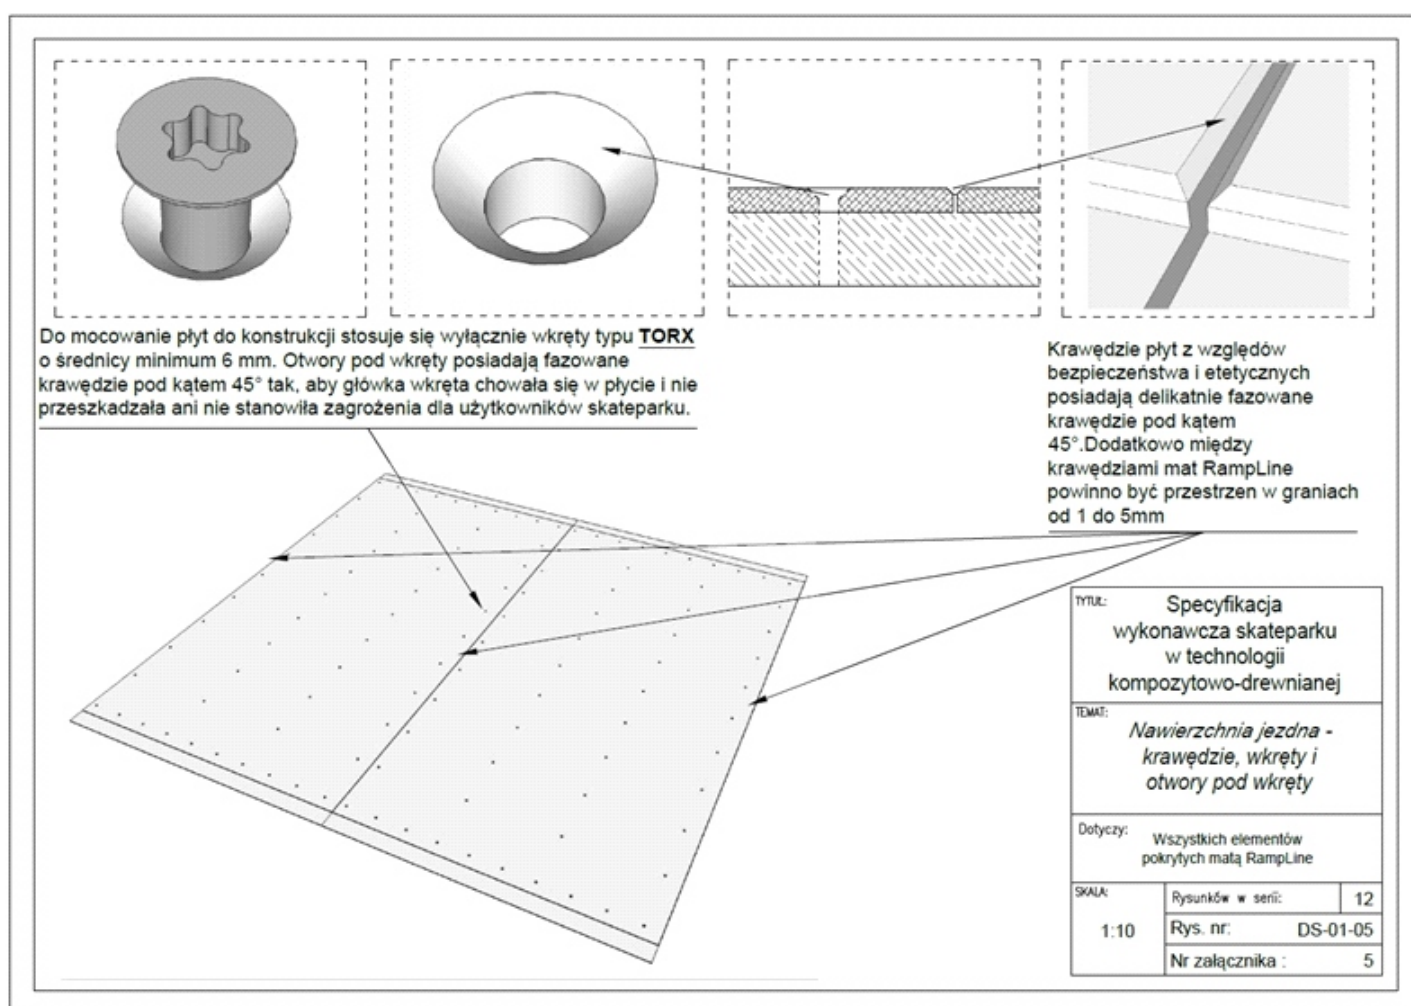 Do mocowanie płyt do konstrukcji stosuje się wyłącznie wkręty typu TORX
o średnicy minimum 6 mm. Otwory pod wkręty posiadają fazowane
krawędzie pod kątem 45° tak, aby główka wkręta chowała się w płycie i nie
przeszkadzała ani nie stanowiła zagrożenia dla użytkowników skateparku.
Krawędzie płyt z względów
bezpieczeństwa i etetycznych
posiadają delikatnie fazowane
krawędzie pod kątem
45°.Dodatkowo między
krawędziami mat RampLine
powinno być przestrzen w graniach
od 1 do 5mm
TYTUŁ:
Specyfikacja
wykonawcza skateparku
w technologii
kompozytowo-drewnianej
TEMAT:
Nawierzchnia jezdna -
krawędzie, wkręty i
otwory pod wkręty
Dotyczy:
Wszystkich elementów
pokrytych matą RampLine
SKALA:
1:10
Rysunków w serii: 12
Rys. nr: DS-01-05
Nr załącznika : 5